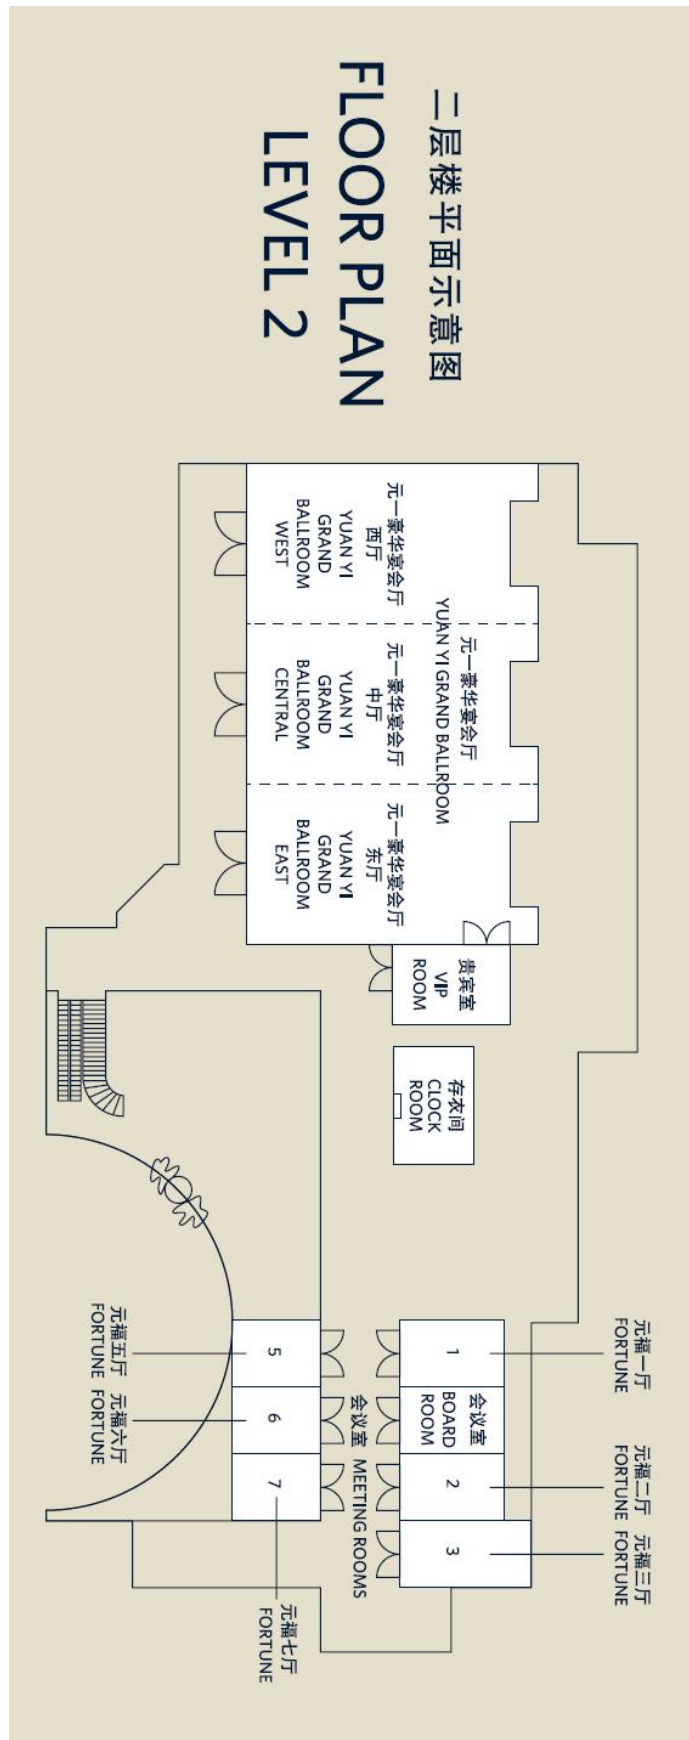 二层楼平面示意图
FLOOR PLAN
LEVEL 2
元一豪华宴会厅
YUAN YI GRAND BALLROOM
元一豪华宴会厅
西厅
YUAN YI
GRAND
BALLROOM
WEST
元一豪华宴会厅
中厅
YUAN YI
GRAND
BALLROOM
CENTRAL
元一豪华宴会厅
东厅
YUAN YI
GRAND
BALLROOM
EAST
贵宾室
VIP
ROOM
存衣间
CLOCK
ROOM
元福一厅
FORTUNE
元福二厅
FORTUNE
元福三厅
FORTUNE
1
会议室
BOARD
ROOM
2
3
会议室 MEETING ROOMS
5
6
7
元福五厅
FORTUNE
元福六厅
FORTUNE
元福七厅
FORTUNE